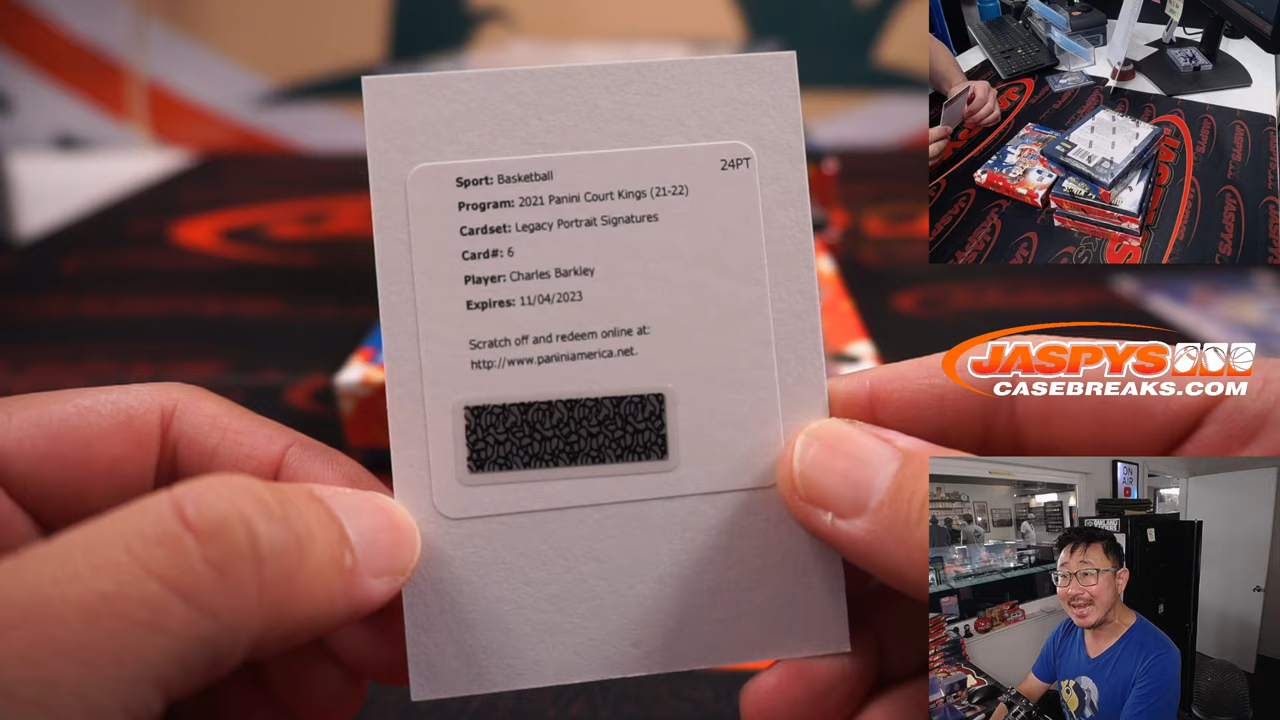 24PT
Sport: Basketball
Program: 2021 Panini Court Kings (21-22)
Cardset: Legacy Portrait Signatures
Card#: 6
Player: Charles Barkley
Expires: 11/04/2023
Scratch off and redeem online at:
http://www.paniniamerica.net.
JASPYS
CASEBREAKS.COM
ON
AIR
JASPYS